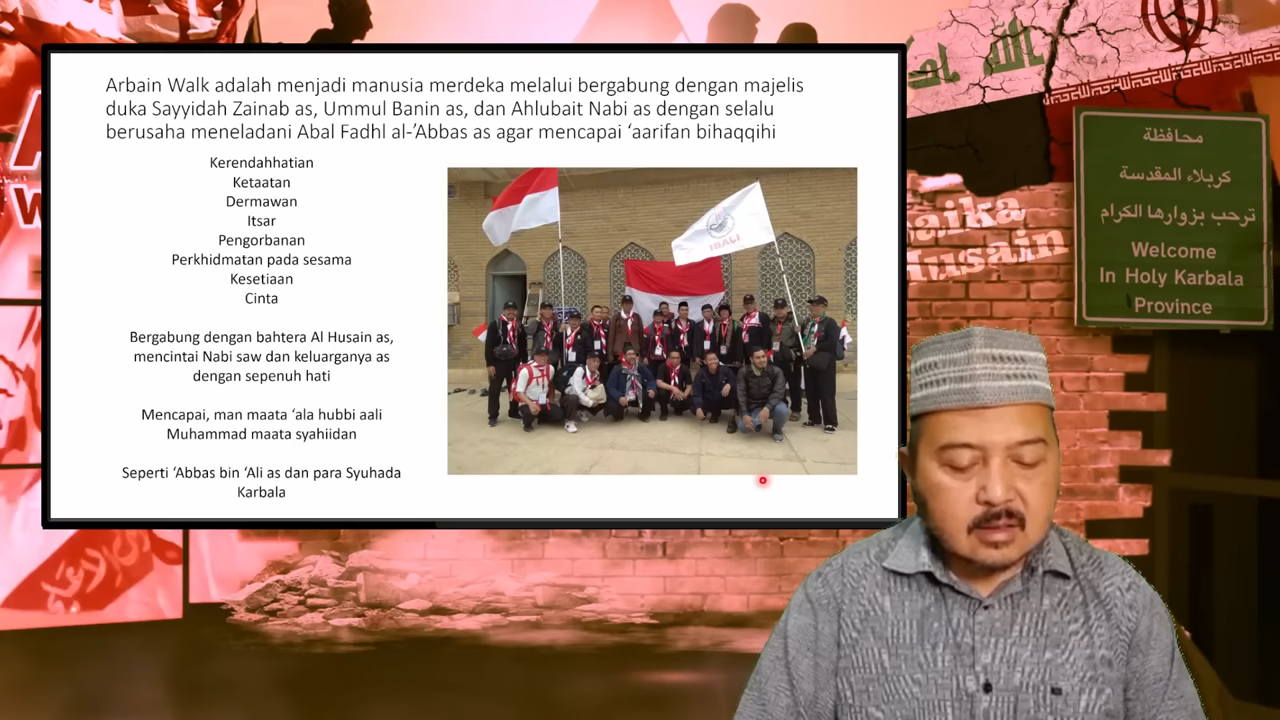 Arbain Walk adalah menjadi manusia merdeka melalui bergabung dengan majelis
duka Sayyidah Zainab as, Ummul Banin as, dan Ahlubait Nabi as dengan selalu
berusaha meneladani Abal Fadhl al-’Abbas as agar mencapai ‘aarifan bihaqqihi
Kerendahhatian
Ketaatan
Dermawan
Itsar
Pengorbanan
Perkhidmatan pada sesama
Kesetiaan
Cinta
Bergabung dengan bahtera Al Husain as,
mencintai Nabi saw dan keluarganya as
dengan sepenuh hati
Mencapai, man maata ‘ala hubbi aali
Muhammad maata syahiidan
Seperti ‘Abbas bin ‘Ali as dan para Syuhada
Karbala
IJABI
محافظة
كربلاء المقدسة
ترحب بزوارها الكرام
Welcome
In Holy Karbala
Province